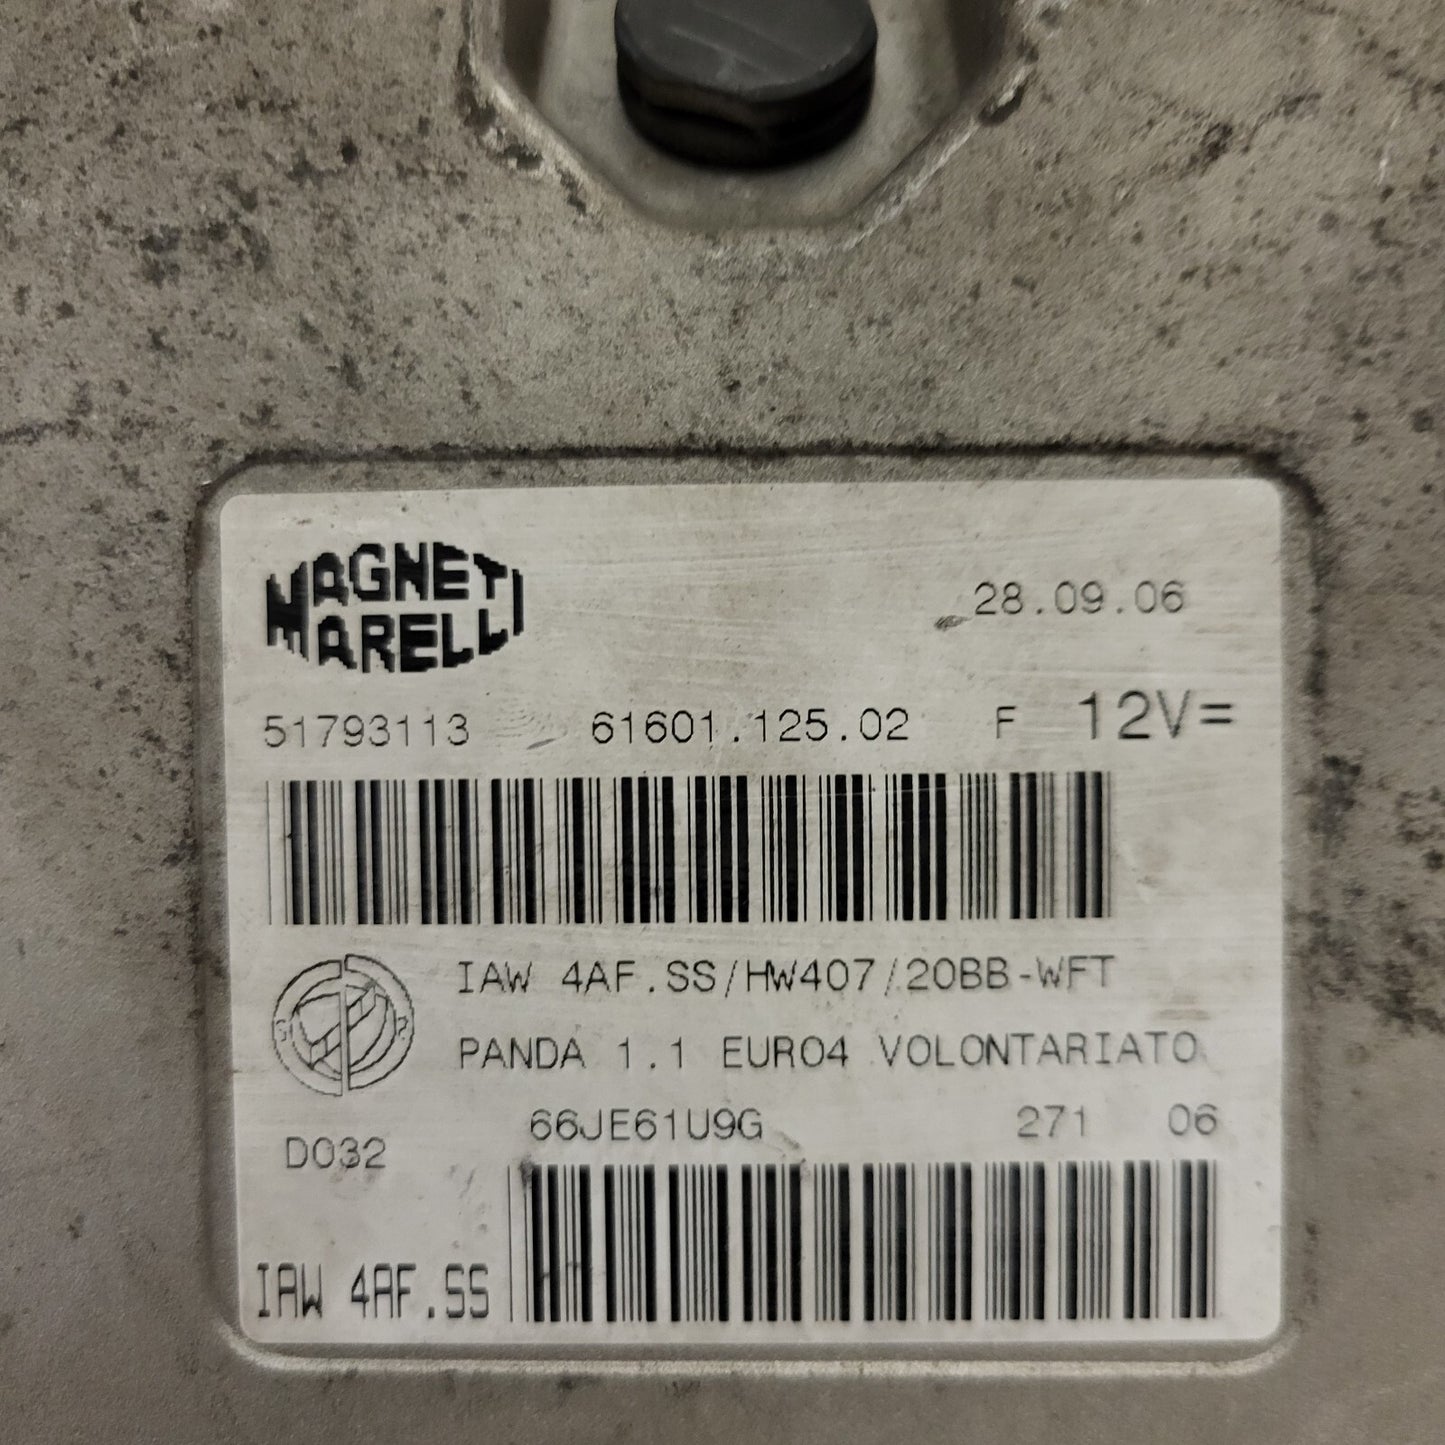 MAGNETI
MARELLI
28.09.06
51793113 61601.125.02 F 12V=
IAW 4AF.SS/HW407/20BB-WFT
PANDA 1.1 EURO4 VOLONTARIATO
66JE61U9G 271 06
D032
IAW 4AF.SS